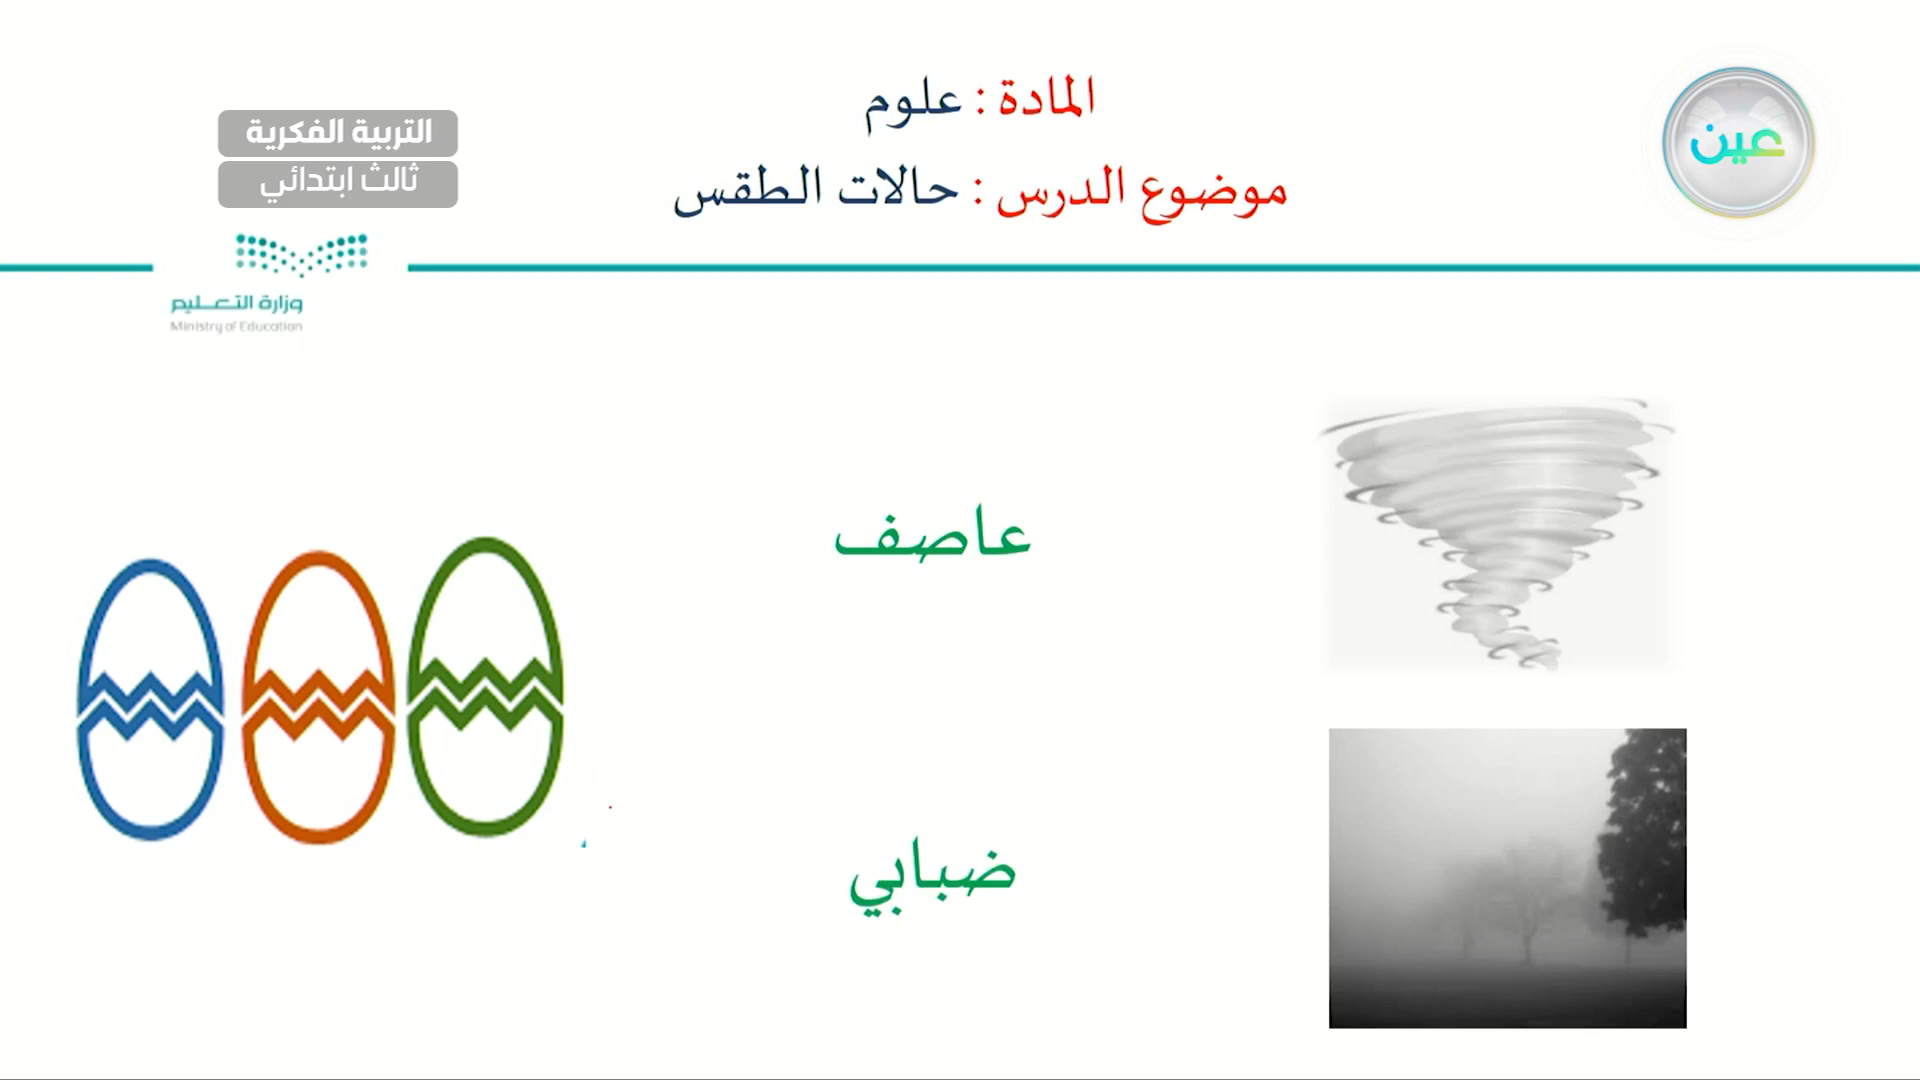 المادة : علوم
موضوع الدرس : حالات الطقس
عين
التربية الفكرية
ثالث ابتدائي
وزارة التعليم
Ministry of Education
عاصف
ضبابي